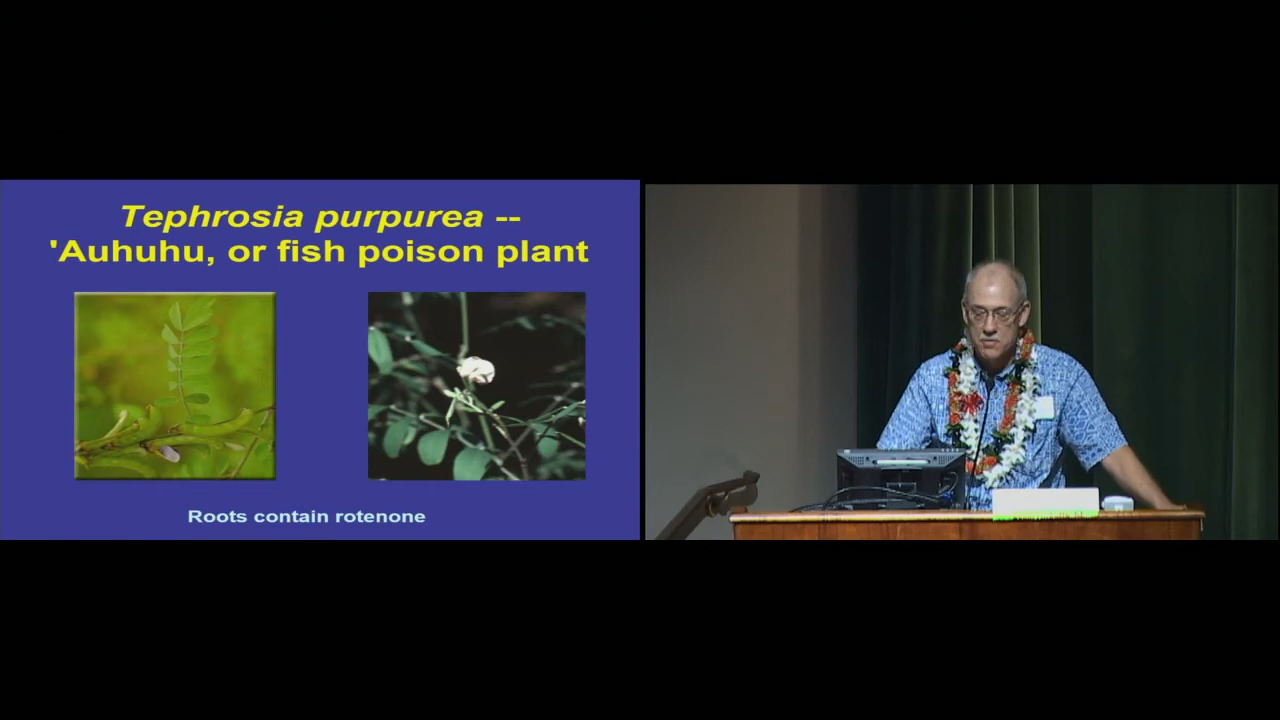 Tephrosia purpurea --
'Auhuhu, or fish poison plant
Roots contain rotenone